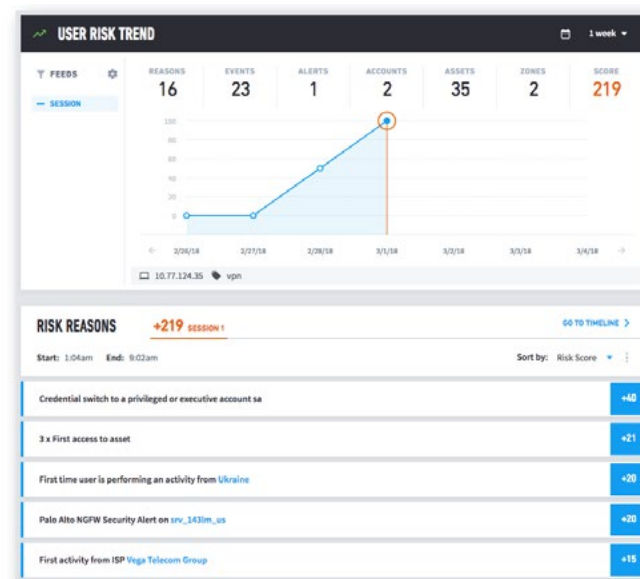 USER RISK TREND
1 week
FEEDS
SESSION
REASONS EVENTS ALERTS ACCOUNTS ASSETS ZONES SCORE
16 23 1 2 35 2 219
100
80
60
40
20
0
2/26/18 2/27/18 2/28/18 3/1/18 3/2/18 3/3/18 3/4/18
10.77.124.35 vpn
RISK REASONS +219 SESSION 1 GO TO TIMELINE
Start: 1:04am End: 9:02am Sort by: Risk Score
Credential switch to a privileged or executive account sa +40
3 x First access to asset +21
First time user is performing an activity from Ukraine +20
Palo Alto NGFW Security Alert on srv_143lm_us +20
First activity from ISP Vega Telecom Group +15